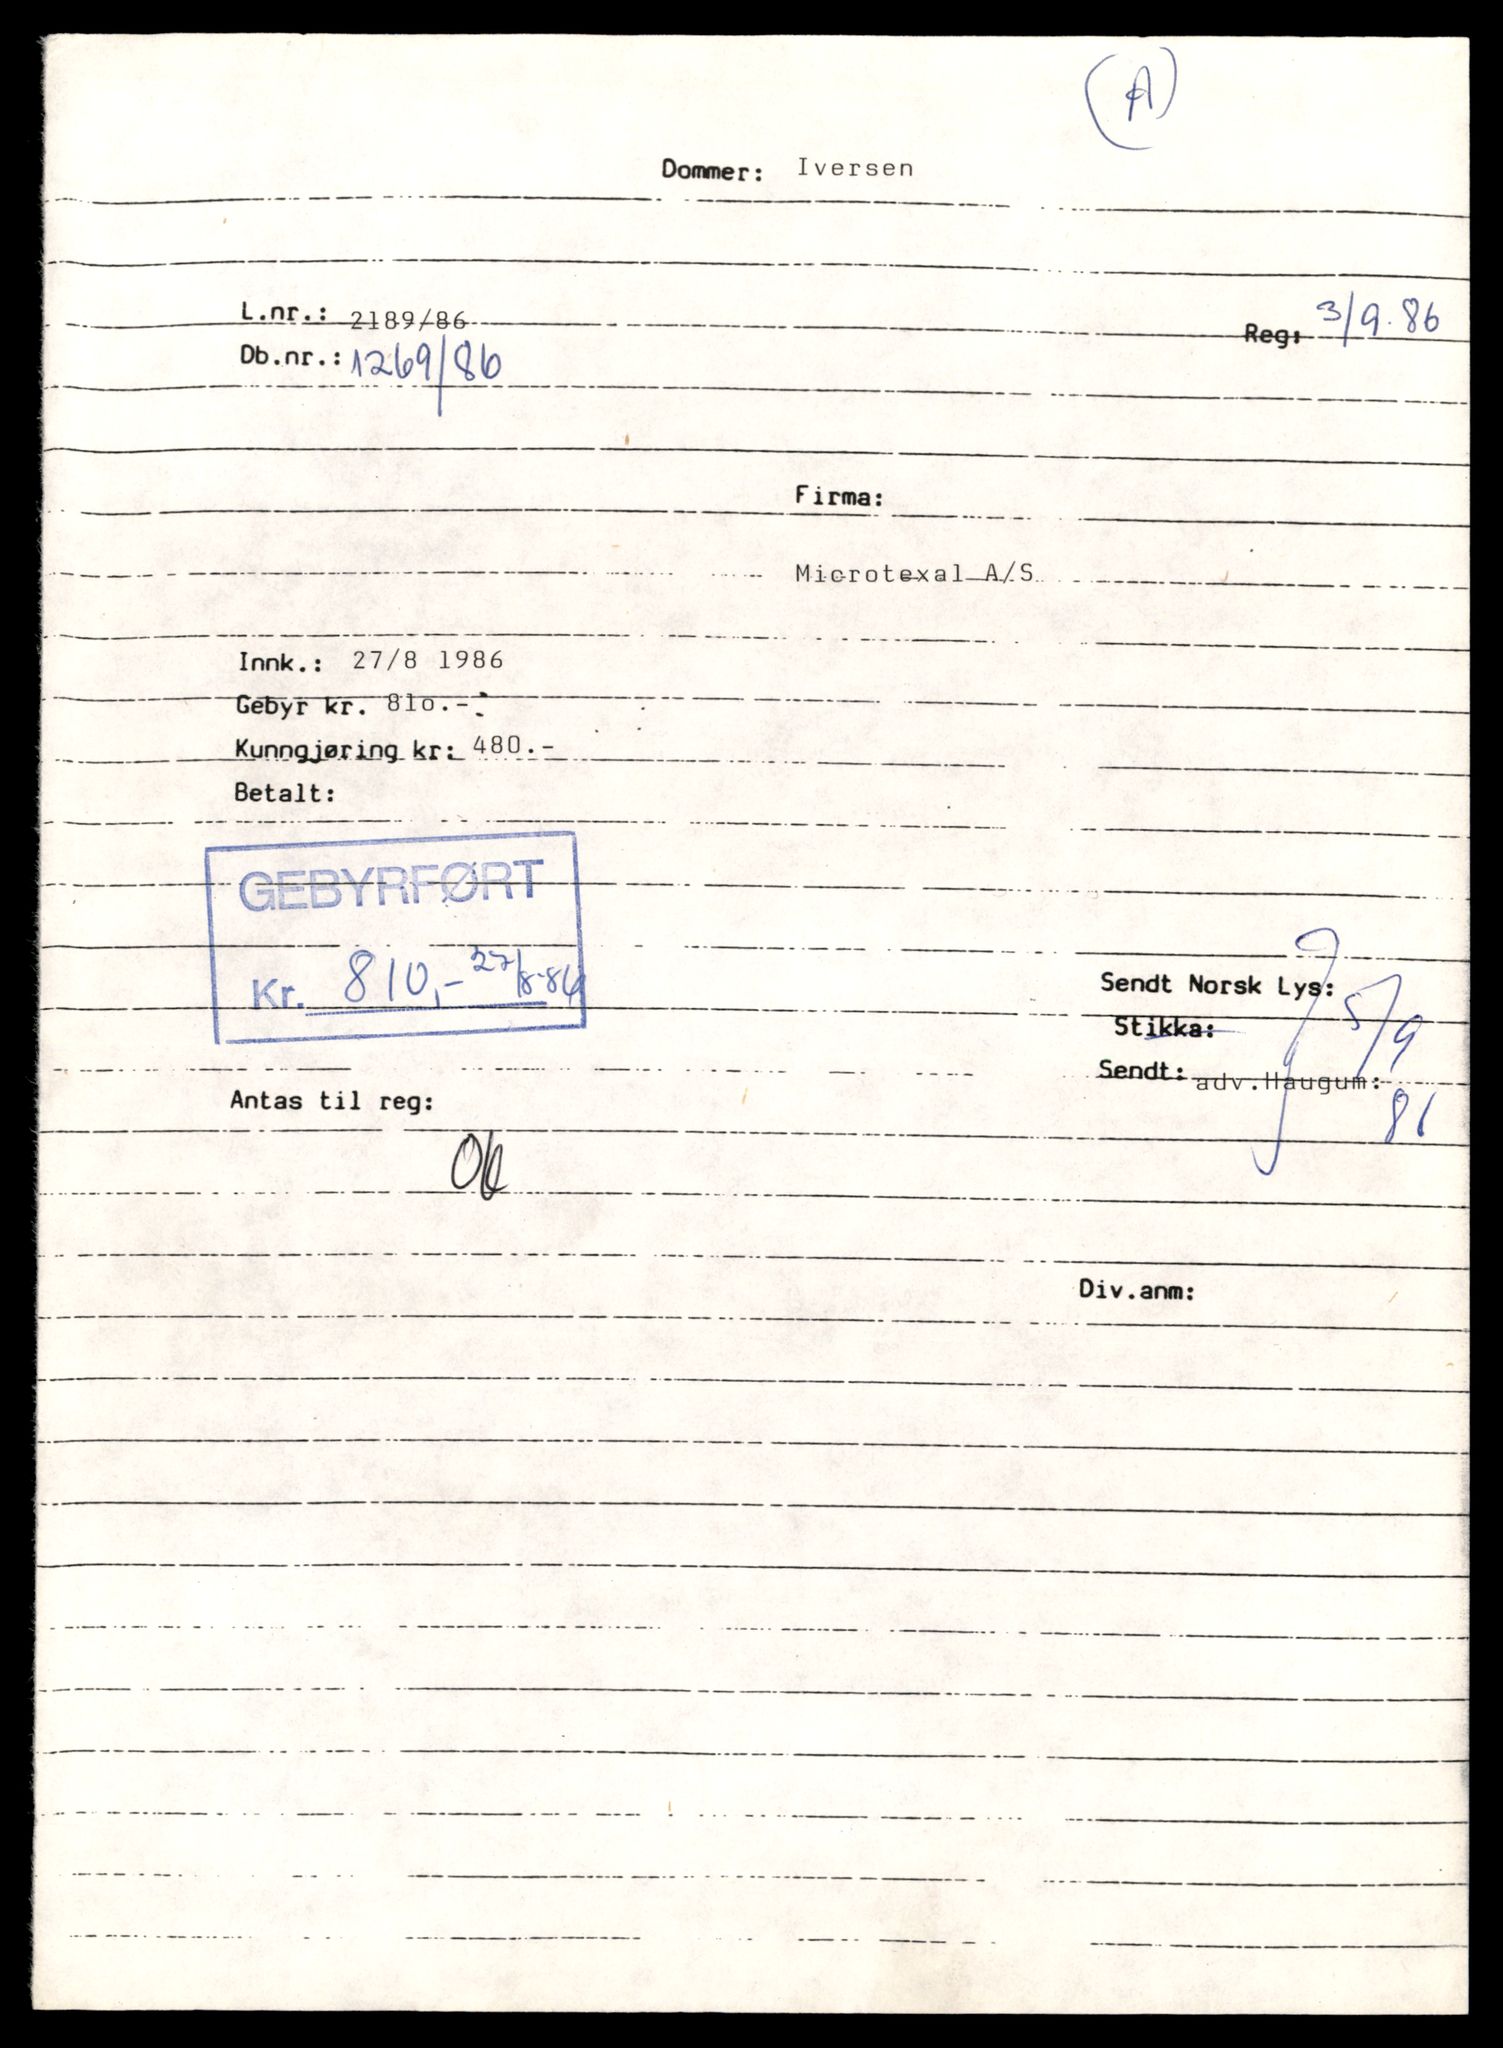 (A)
Dommer: Iversen
L.nr.: 2189/86
Reg: 3/9.86
Db.nr.: 1269/86
Firma:
Microtexal A/S
Innk.: 27/8 1986
Gebyr kr. 810.-
Kunngjøring kr: 480.-
Betalt:
GEBYRFØRT
Kr. 810,- 27/8-86
Sendt Norsk Lys:
Stikka: 5/9
Sendt: adv.Haugum: 86
Antas til reg:
Ok
Div.anm: